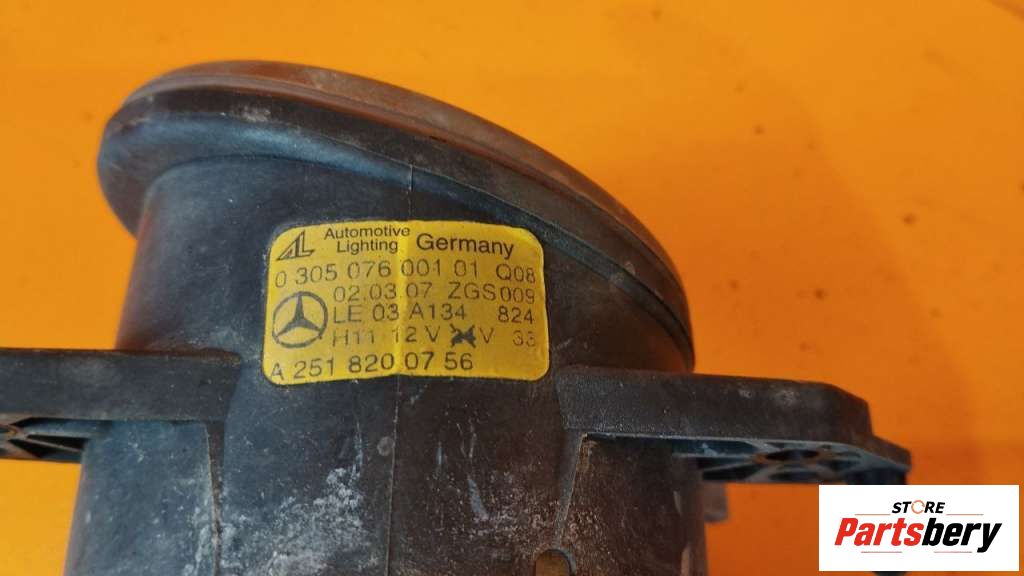 AL Automotive Lighting Germany
0 305 076 001 01 Q08
02.03.07 ZGS009
LE 03 A134 824
H11 12 V V 33
A 251 820 07 56
STORE
Partsbery